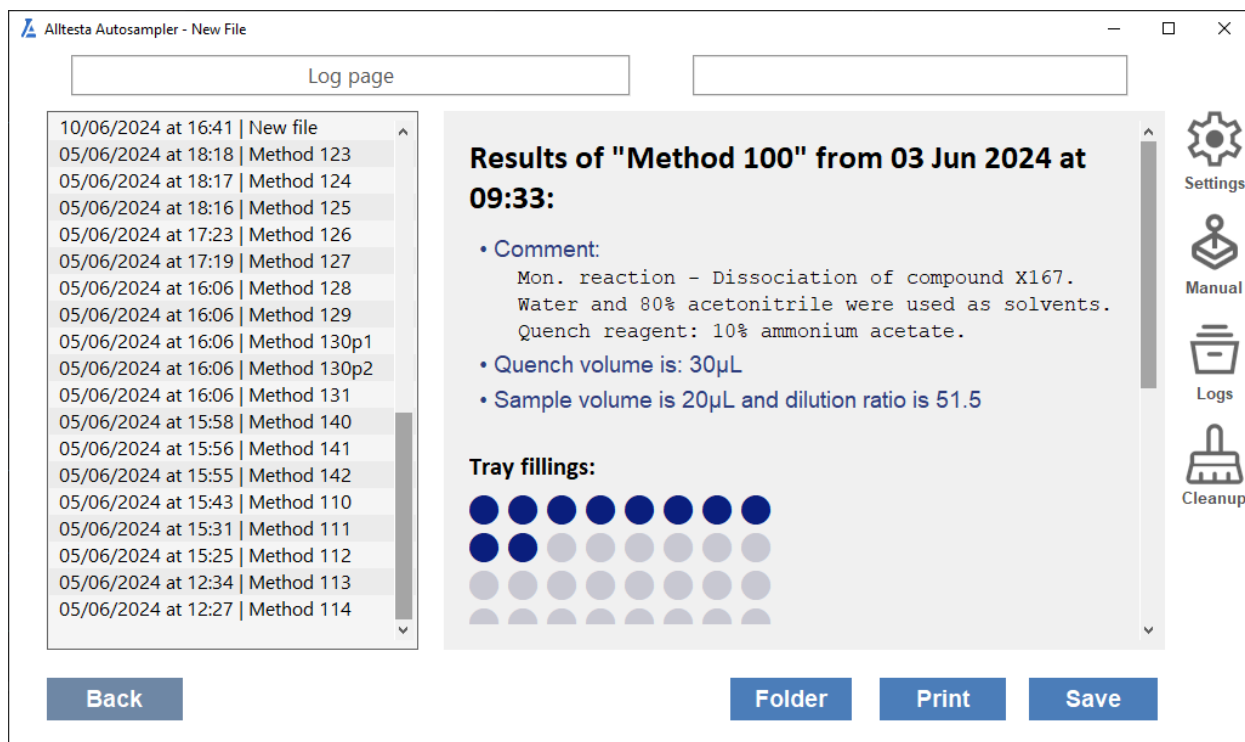 Alltesta Autosampler - New File
Log page
10/06/2024 at 16:41 | New file
05/06/2024 at 18:18 | Method 123
05/06/2024 at 18:17 | Method 124
05/06/2024 at 18:16 | Method 125
05/06/2024 at 17:23 | Method 126
05/06/2024 at 17:19 | Method 127
05/06/2024 at 16:06 | Method 128
05/06/2024 at 16:06 | Method 129
05/06/2024 at 16:06 | Method 130p1
05/06/2024 at 16:06 | Method 130p2
05/06/2024 at 16:06 | Method 131
05/06/2024 at 15:58 | Method 140
05/06/2024 at 15:56 | Method 141
05/06/2024 at 15:55 | Method 142
05/06/2024 at 15:43 | Method 110
05/06/2024 at 15:31 | Method 111
05/06/2024 at 15:25 | Method 112
05/06/2024 at 12:34 | Method 113
05/06/2024 at 12:27 | Method 114
Results of "Method 100" from 03 Jun 2024 at
09:33:
• Comment:
Mon. reaction – Dissociation of compound X167.
Water and 80% acetonitrile were used as solvents.
Quench reagent: 10% ammonium acetate.
• Quench volume is: 30µL
• Sample volume is 20µL and dilution ratio is 51.5
Tray fillings:
Settings
Manual
Logs
Cleanup
Back
Folder
Print
Save